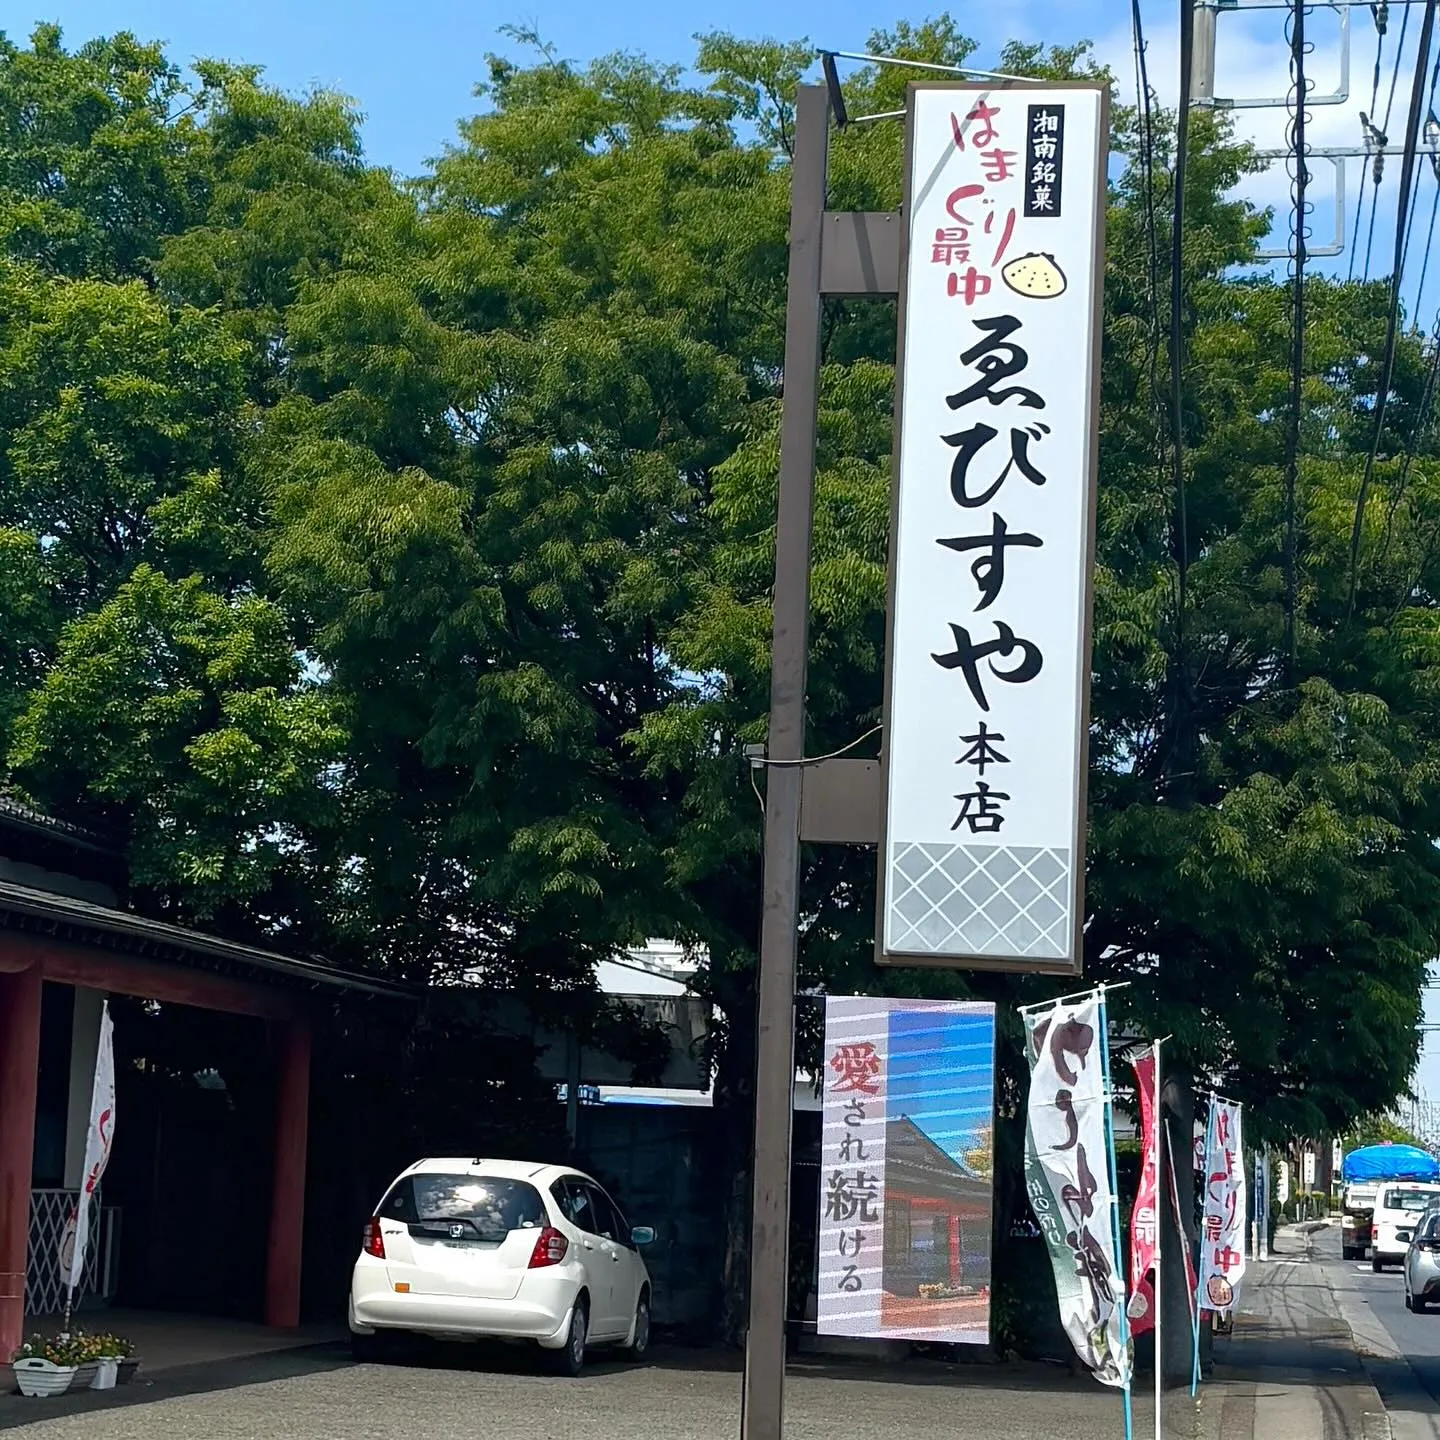 湘南銘菓
はまぐり
最中
ゑびすや
本店
愛され続ける
はまぐり最中